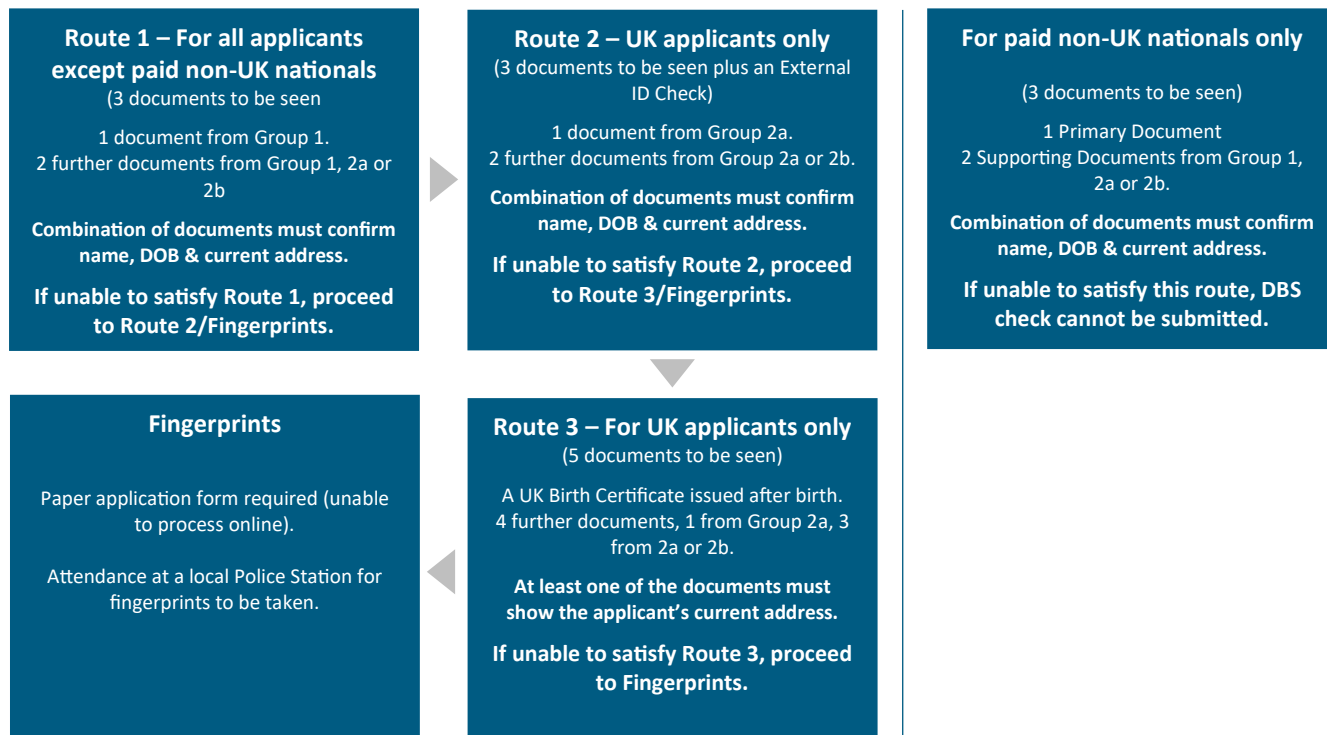 Route 1 – For all applicants
except paid non-UK nationals
(3 documents to be seen
1 document from Group 1.
2 further documents from Group 1, 2a or
2b
Combination of documents must confirm
name, DOB & current address.
If unable to satisfy Route 1, proceed
to Route 2/Fingerprints.
Route 2 – UK applicants only
(3 documents to be seen plus an External
ID Check)
1 document from Group 2a.
2 further documents from Group 2a or 2b.
Combination of documents must confirm
name, DOB & current address.
If unable to satisfy Route 2, proceed
to Route 3/Fingerprints.
For paid non-UK nationals only
(3 documents to be seen)
1 Primary Document
2 Supporting Documents from Group 1,
2a or 2b.
Combination of documents must confirm
name, DOB & current address.
If unable to satisfy this route, DBS
check cannot be submitted.
Fingerprints
Paper application form required (unable
to process online).
Attendance at a local Police Station for
fingerprints to be taken.
Route 3 – For UK applicants only
(5 documents to be seen)
A UK Birth Certificate issued after birth.
4 further documents, 1 from Group 2a, 3
from 2a or 2b.
At least one of the documents must
show the applicant’s current address.
If unable to satisfy Route 3, proceed
to Fingerprints.